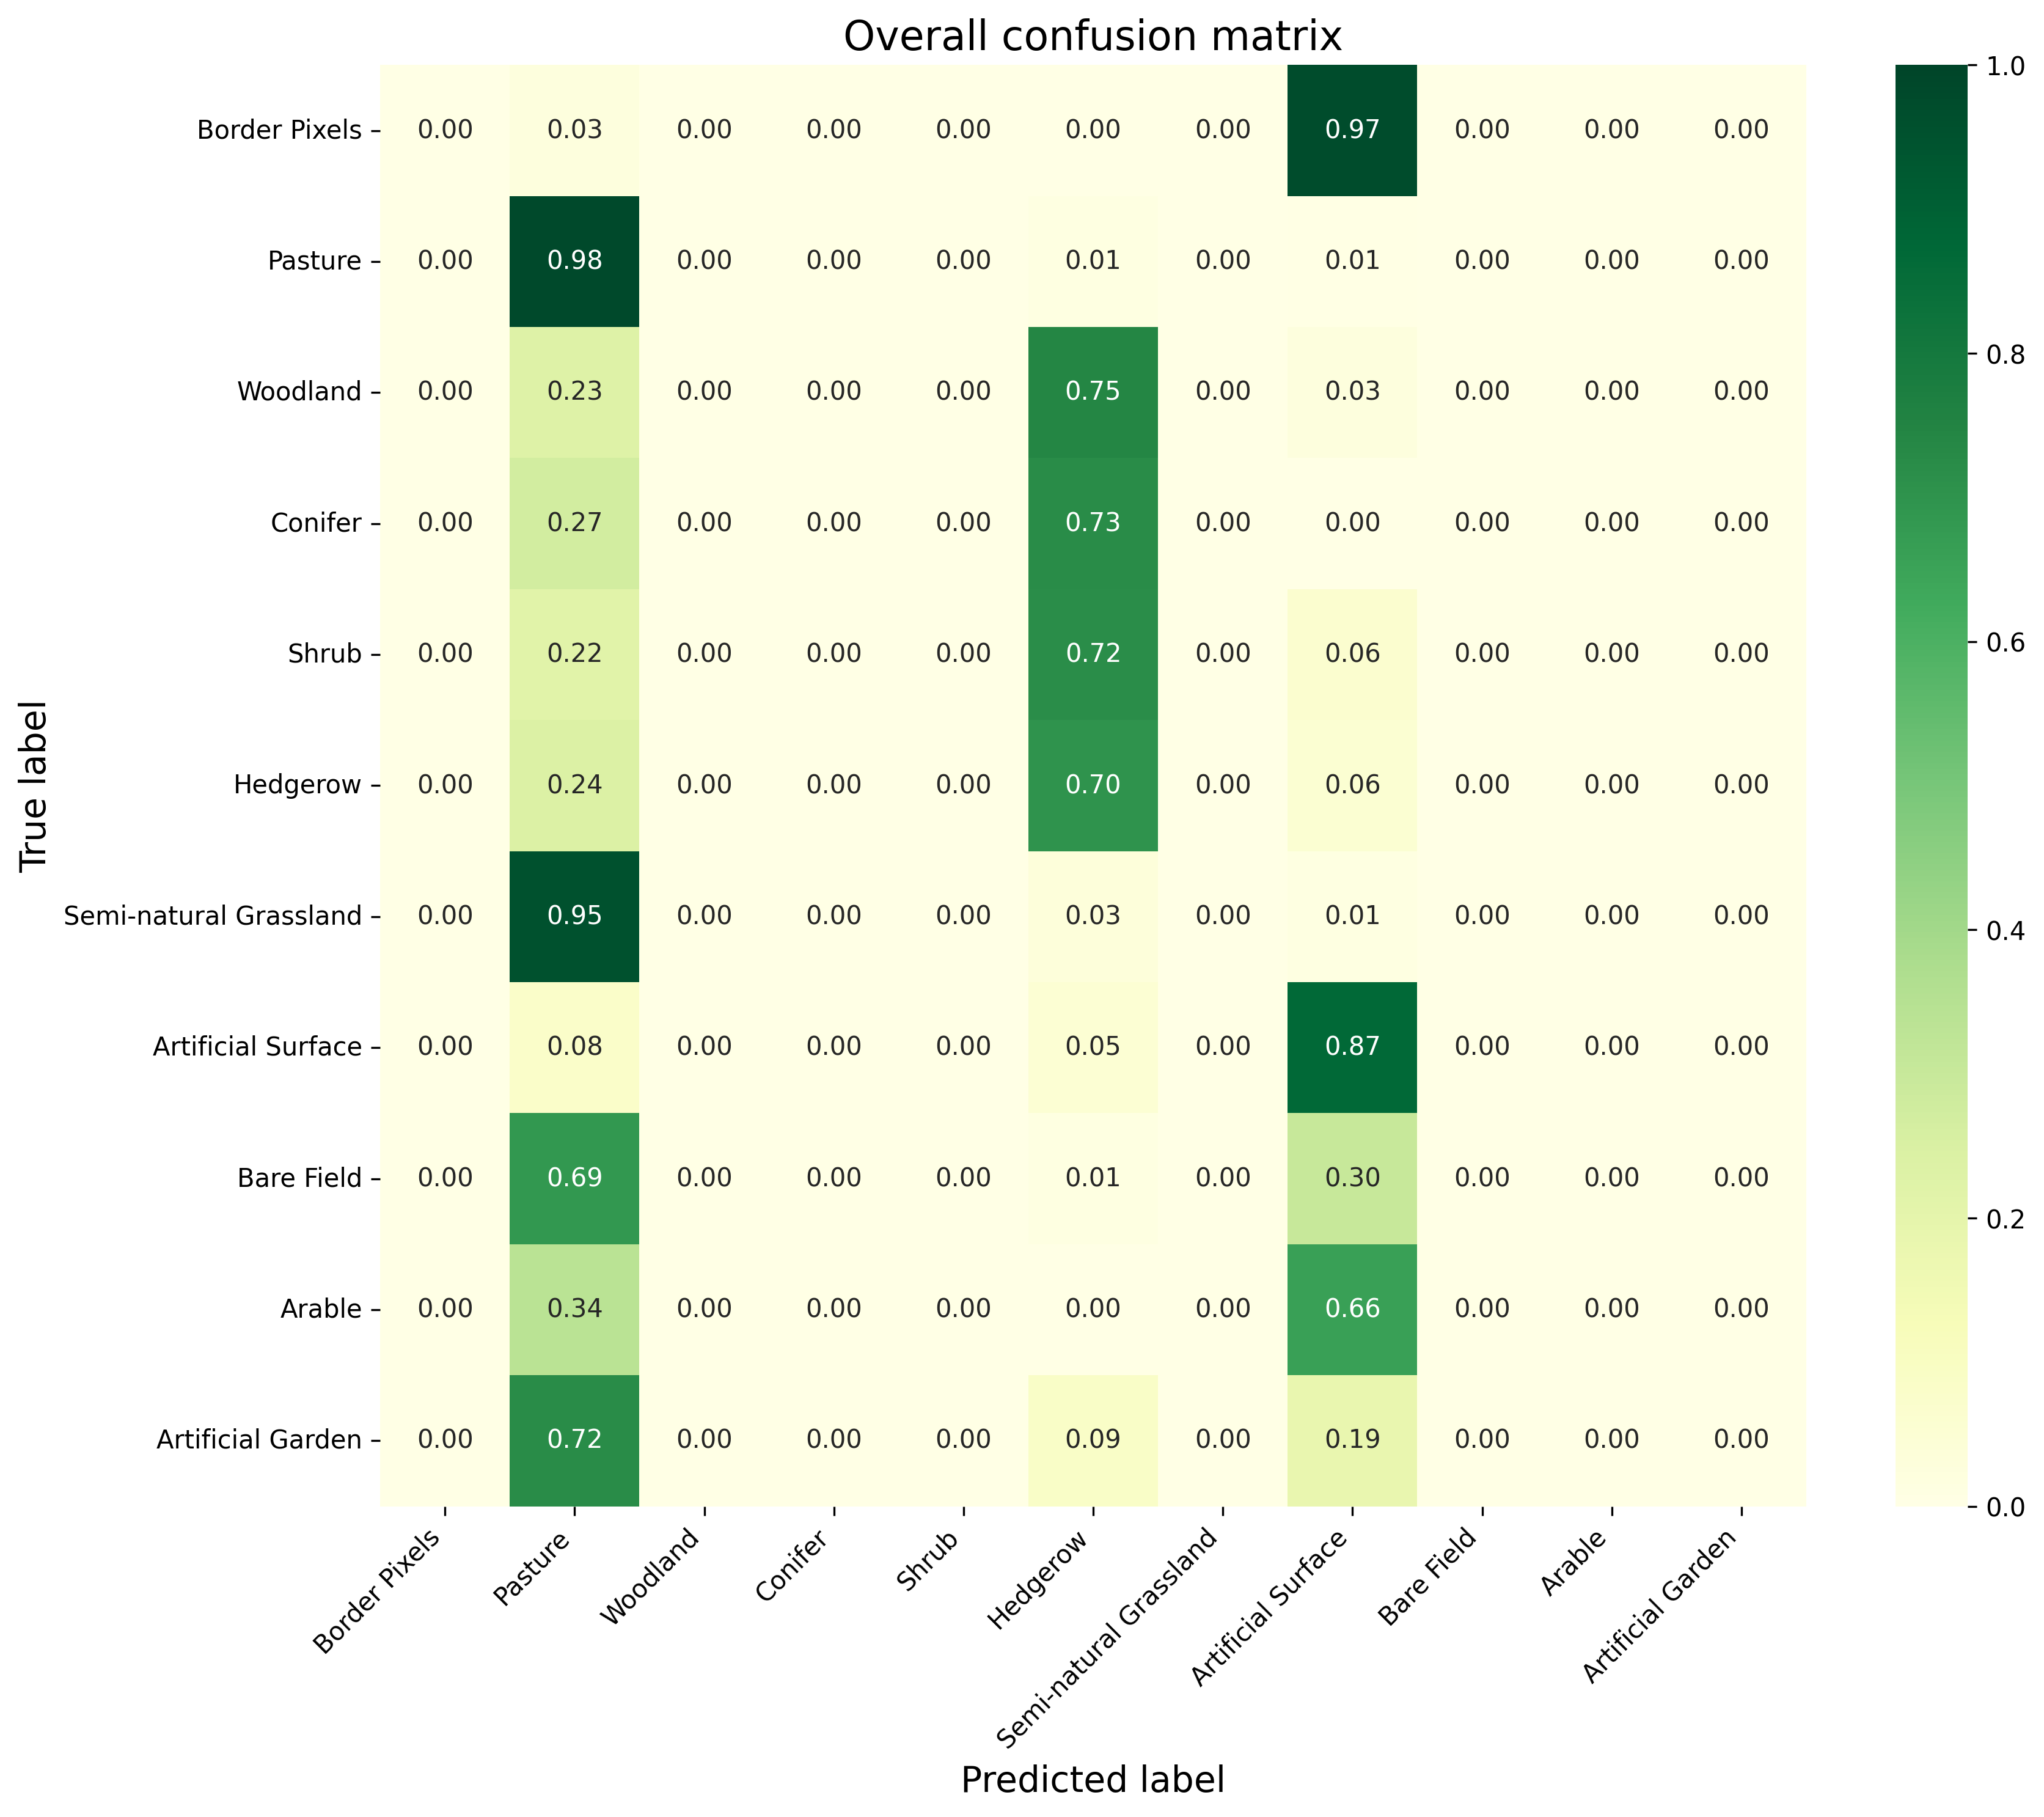 Overall confusion matrix
Border Pixels 0.00 0.03 0.00 0.00 0.00 0.00 0.00 0.97 0.00 0.00 0.00
Pasture 0.00 0.98 0.00 0.00 0.00 0.01 0.00 0.01 0.00 0.00 0.00
Woodland 0.00 0.23 0.00 0.00 0.00 0.75 0.00 0.03 0.00 0.00 0.00
Conifer 0.00 0.27 0.00 0.00 0.00 0.73 0.00 0.00 0.00 0.00 0.00
Shrub 0.00 0.22 0.00 0.00 0.00 0.72 0.00 0.06 0.00 0.00 0.00
Hedgerow 0.00 0.24 0.00 0.00 0.00 0.70 0.00 0.06 0.00 0.00 0.00
Semi-natural Grassland 0.00 0.95 0.00 0.00 0.00 0.03 0.00 0.01 0.00 0.00 0.00
Artificial Surface 0.00 0.08 0.00 0.00 0.00 0.05 0.00 0.87 0.00 0.00 0.00
Bare Field 0.00 0.69 0.00 0.00 0.00 0.01 0.00 0.30 0.00 0.00 0.00
Arable 0.00 0.34 0.00 0.00 0.00 0.00 0.00 0.66 0.00 0.00 0.00
Artificial Garden 0.00 0.72 0.00 0.00 0.00 0.09 0.00 0.19 0.00 0.00 0.00
True label
Border Pixels
Pasture
Woodland
Conifer
Shrub
Hedgerow
Semi-natural Grassland
Artificial Surface
Bare Field
Arable
Artificial Garden
Predicted label
1.0
0.8
0.6
0.4
0.2
0.0